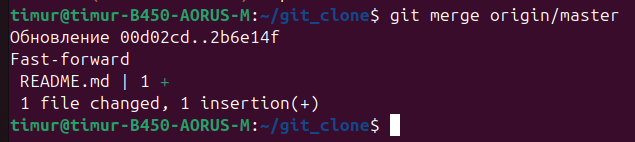 timur@timur-B450-AORUS-M:~/git_clone$ git merge origin/master
Обновление 00d02cd..2b6e14f
Fast-forward
 README.md | 1 +
 1 file changed, 1 insertion(+)
timur@timur-B450-AORUS-M:~/git_clone$